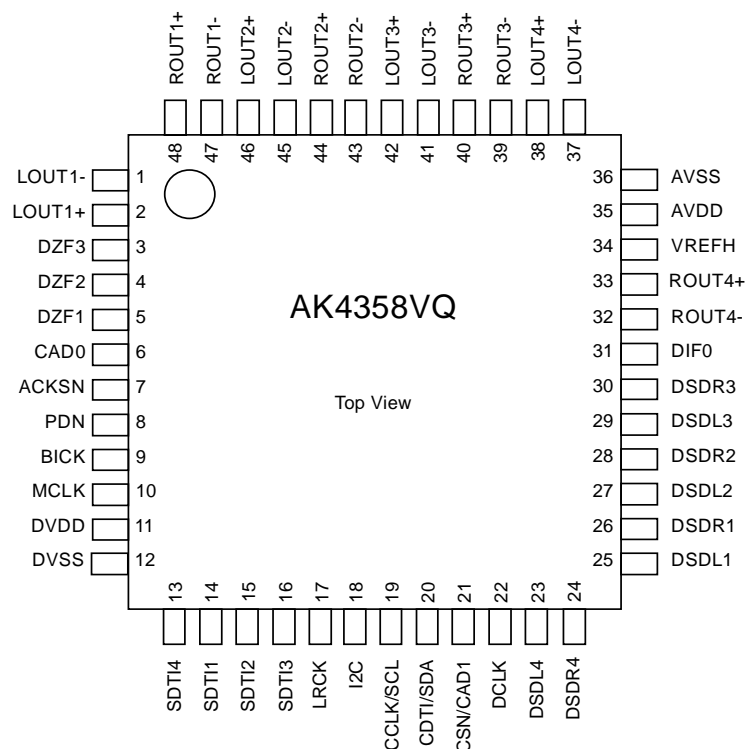 ROUT1+
ROUT1-
LOUT2+
LOUT2-
ROUT2+
ROUT2-
LOUT3+
LOUT3-
ROUT3+
ROUT3-
LOUT4+
LOUT4-
48
47
46
45
44
43
42
41
40
39
38
37
LOUT1- 1
LOUT1+ 2
DZF3 3
DZF2 4
DZF1 5
CAD0 6
ACKSN 7
PDN 8
BICK 9
MCLK 10
DVDD 11
DVSS 12
AK4358VQ
Top View
36 AVSS
35 AVDD
34 VREFH
33 ROUT4+
32 ROUT4-
31 DIF0
30 DSDR3
29 DSDL3
28 DSDR2
27 DSDL2
26 DSDR1
25 DSDL1
13
14
15
16
17
18
19
20
21
22
23
24
SDTI4
SDTI1
SDTI2
SDTI3
LRCK
I2C
CCLK/SCL
CDTI/SDA
CSN/CAD1
DCLK
DSDL4
DSDR4